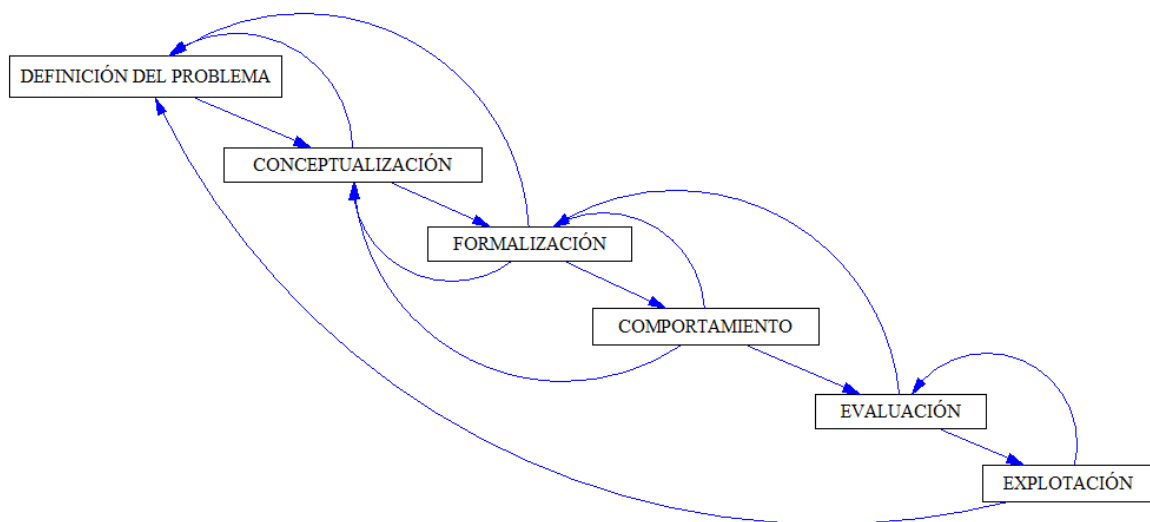 DEFINICIÓN DEL PROBLEMA
CONCEPTUALIZACIÓN
FORMALIZACIÓN
COMPORTAMIENTO
EVALUACIÓN
EXPLOTACIÓN